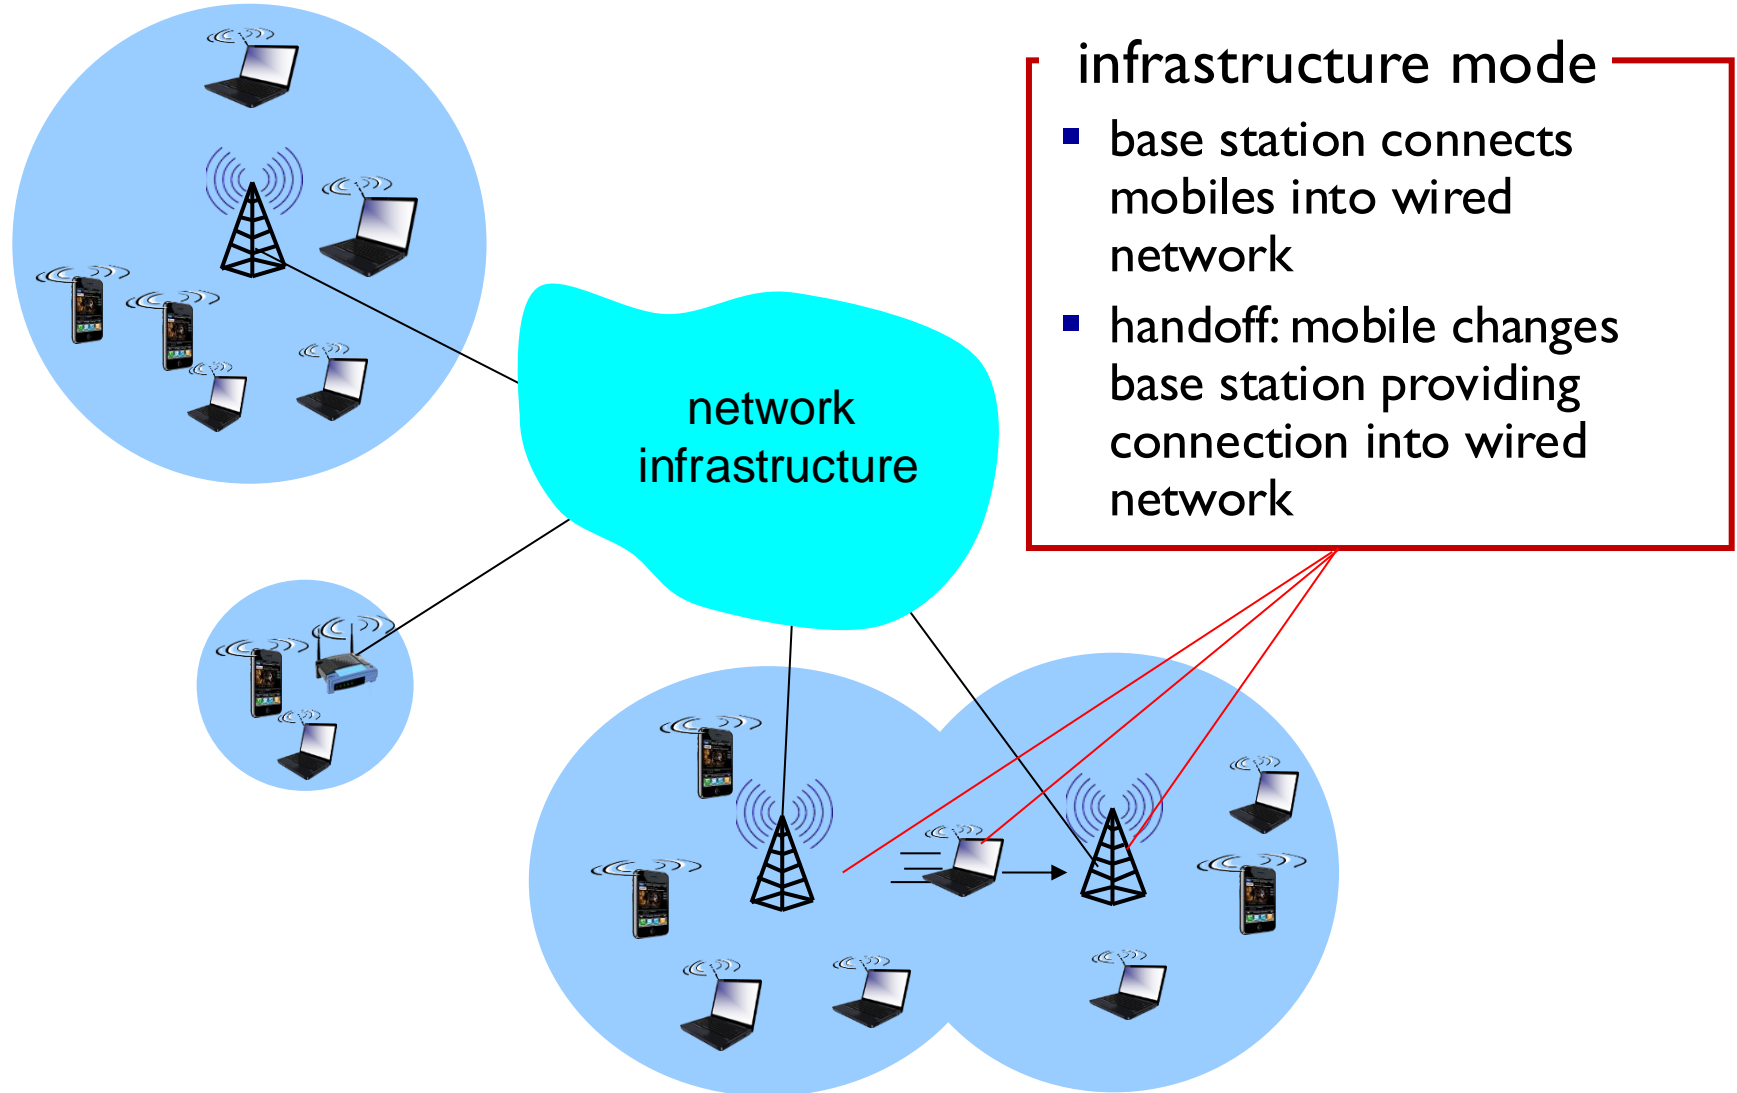 infrastructure mode
base station connects
mobiles into wired
network
handoff: mobile changes
base station providing
connection into wired
network
network
infrastructure